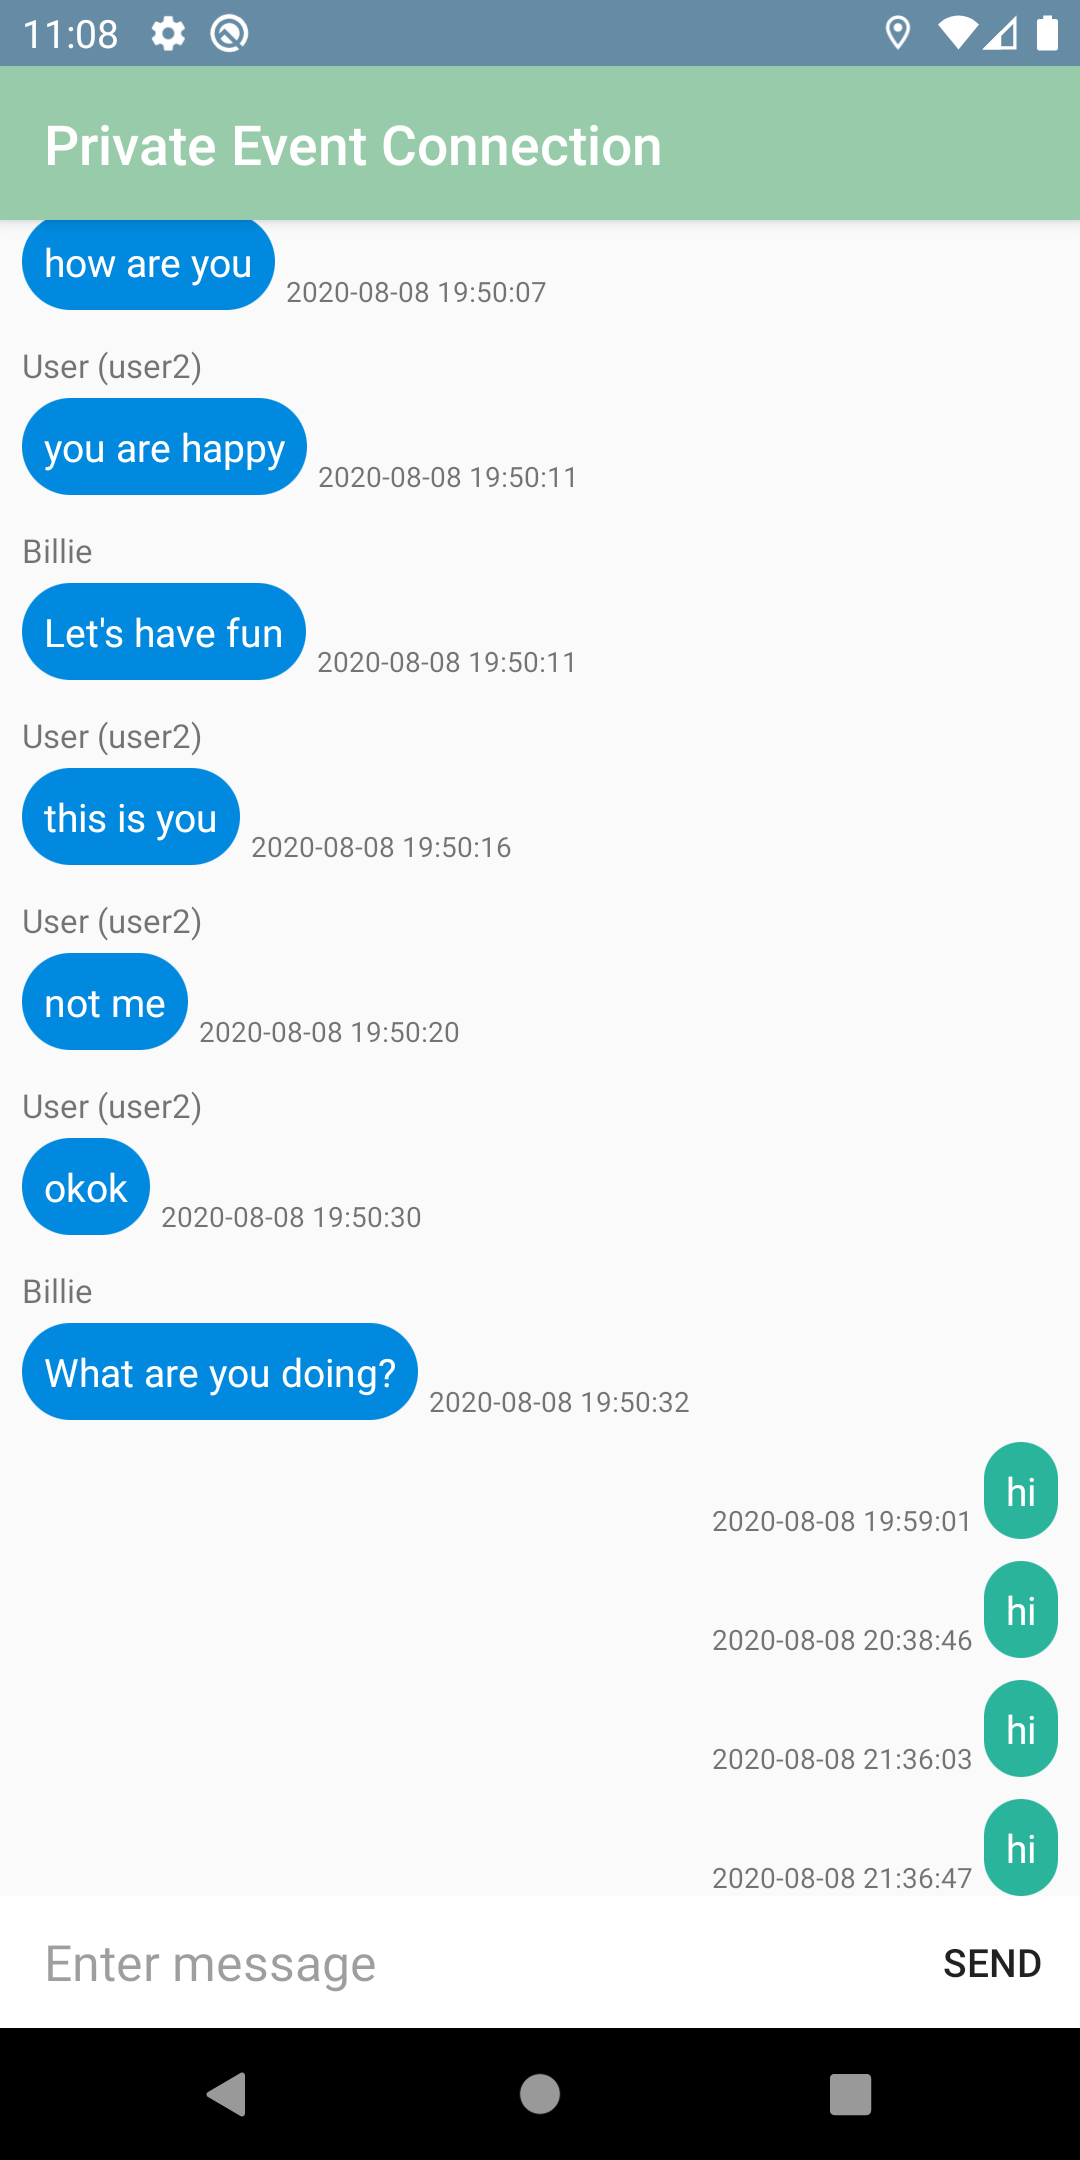 11:08
Private Event Connection
how are you
2020-08-08 19:50:07
User (user2)
you are happy
2020-08-08 19:50:11
Billie
Let's have fun
2020-08-08 19:50:11
User (user2)
this is you
2020-08-08 19:50:16
User (user2)
not me
2020-08-08 19:50:20
User (user2)
okok
2020-08-08 19:50:30
Billie
What are you doing?
2020-08-08 19:50:32
hi
2020-08-08 19:59:01
hi
2020-08-08 20:38:46
hi
2020-08-08 21:36:03
hi
2020-08-08 21:36:47
Enter message
SEND